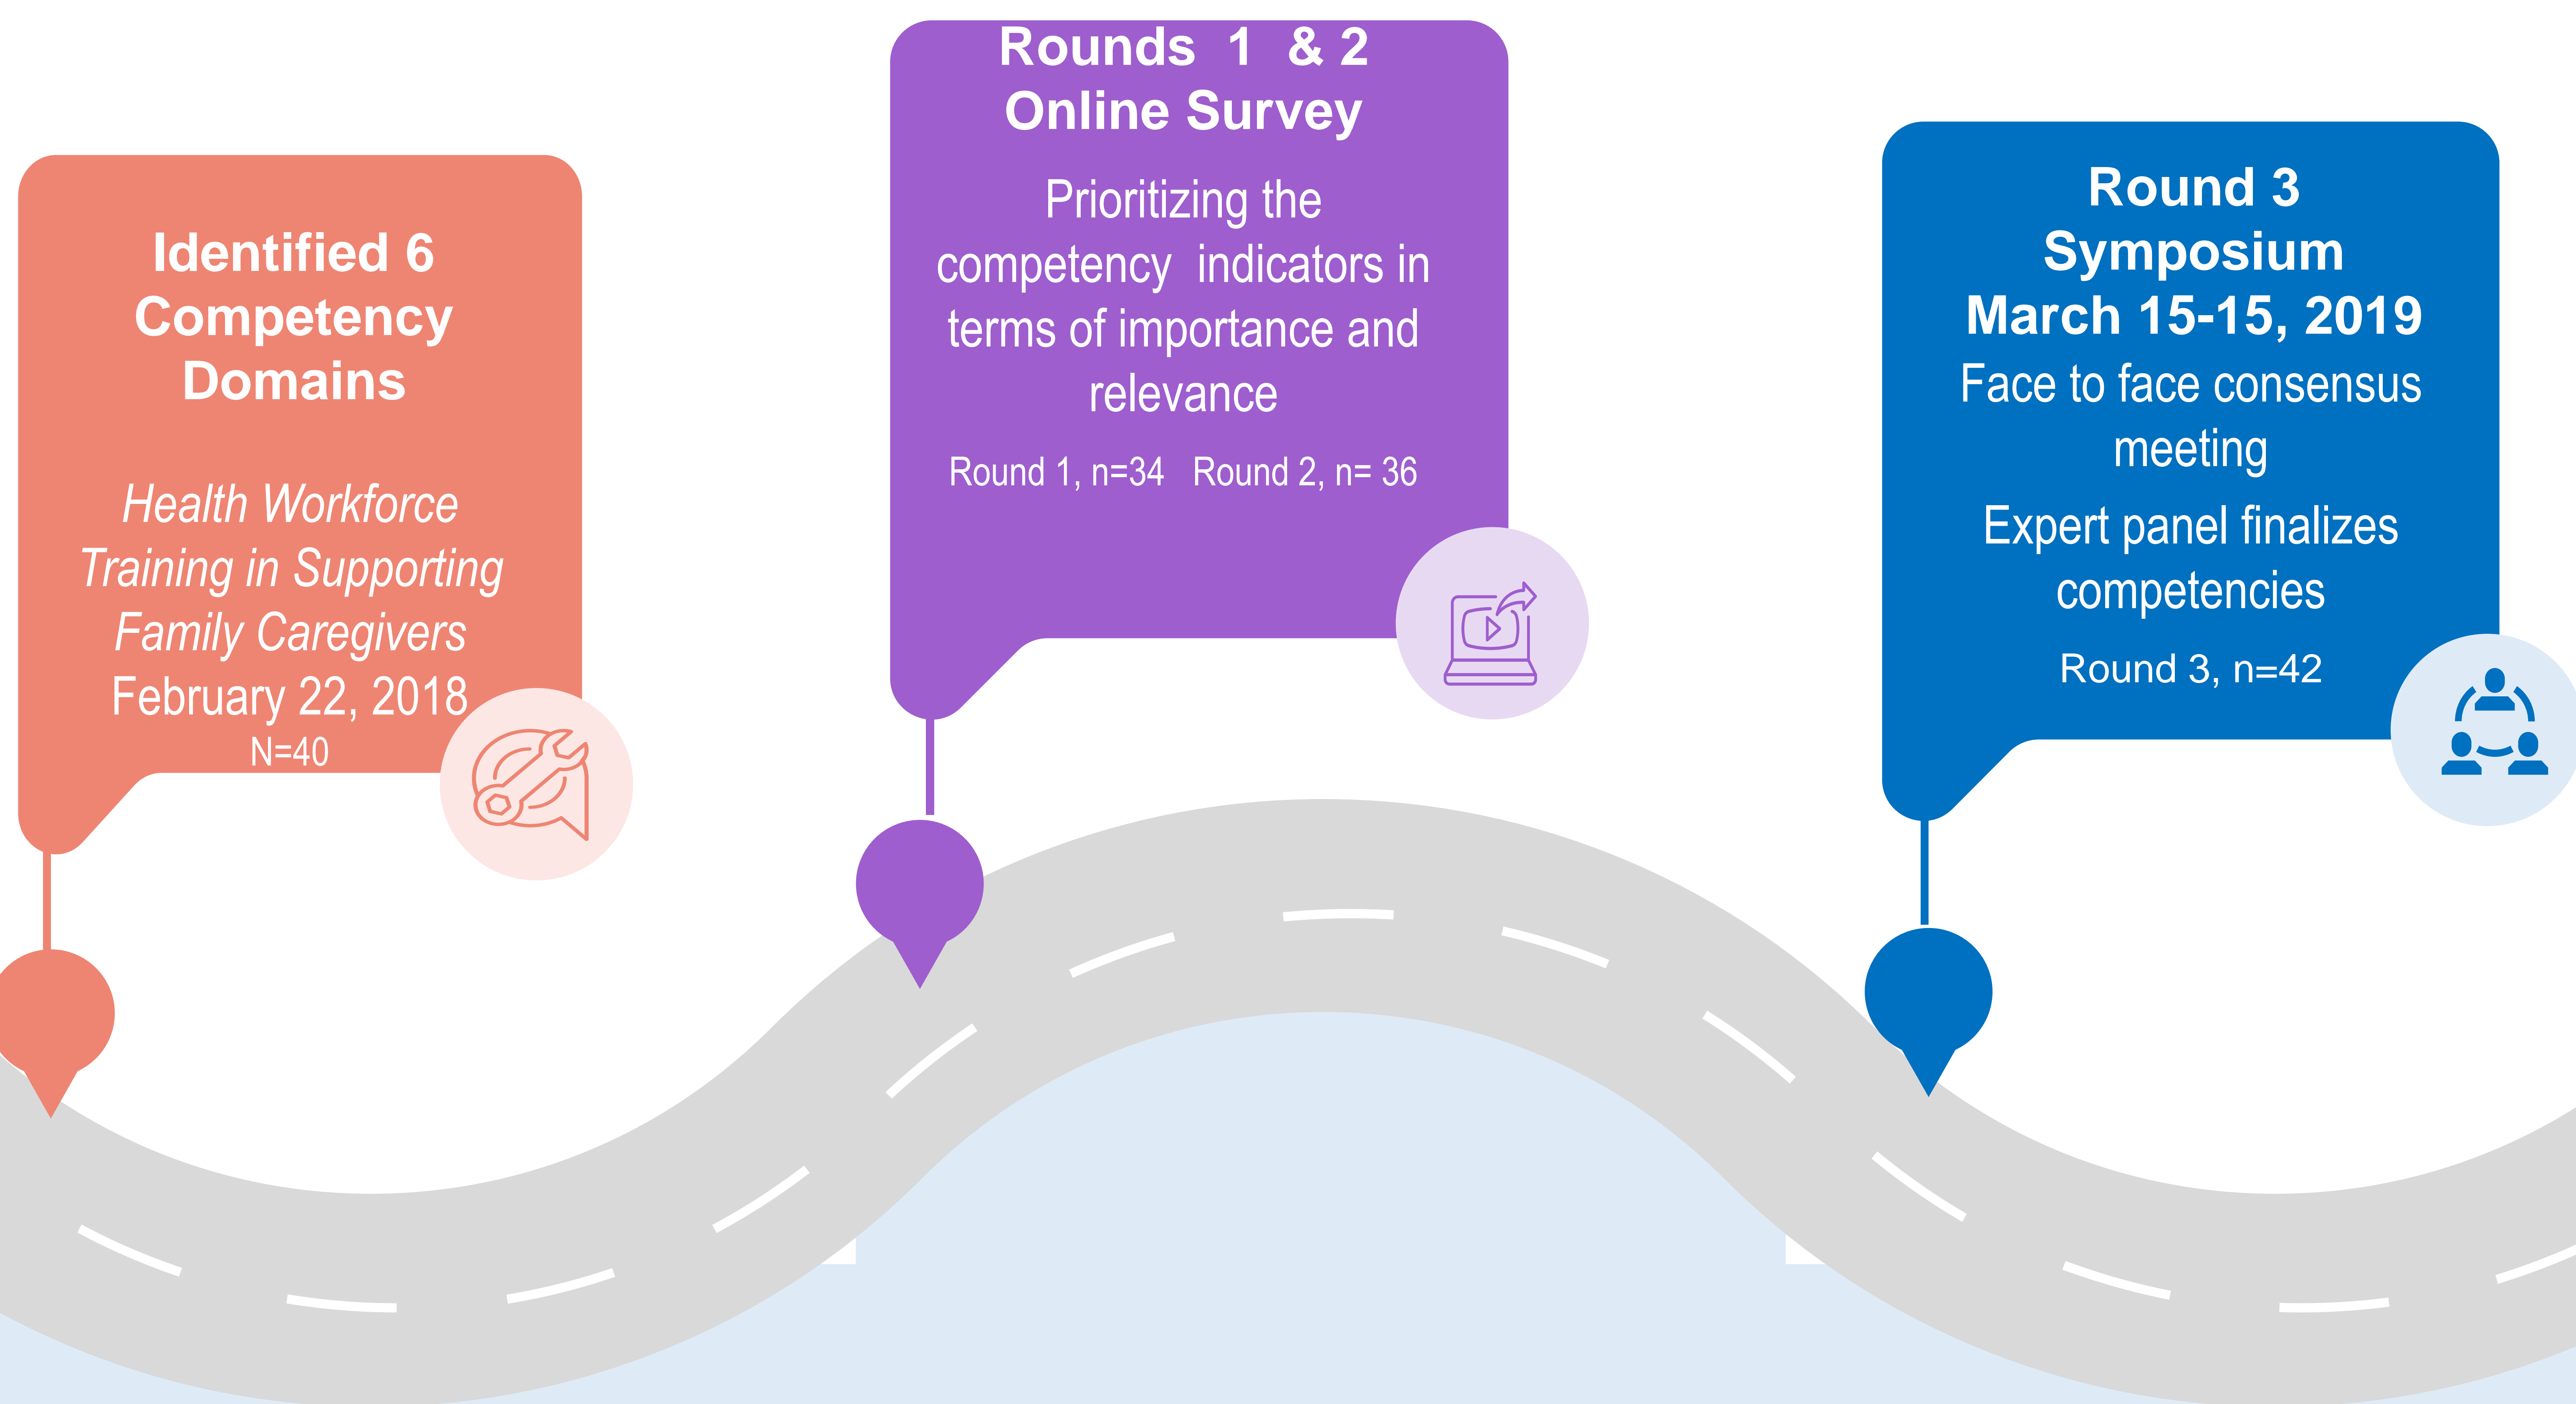 Identified 6
Competency
Domains
Health Workforce
Training in Supporting
Family Caregivers
February 22, 2018
N=40
Rounds 1 & 2
Online Survey
Prioritizing the
competency indicators in
terms of importance and
relevance
Round 1, n=34 Round 2, n= 36
Round 3
Symposium
March 15-15, 2019
Face to face consensus
meeting
Expert panel finalizes
competencies
Round 3, n=42